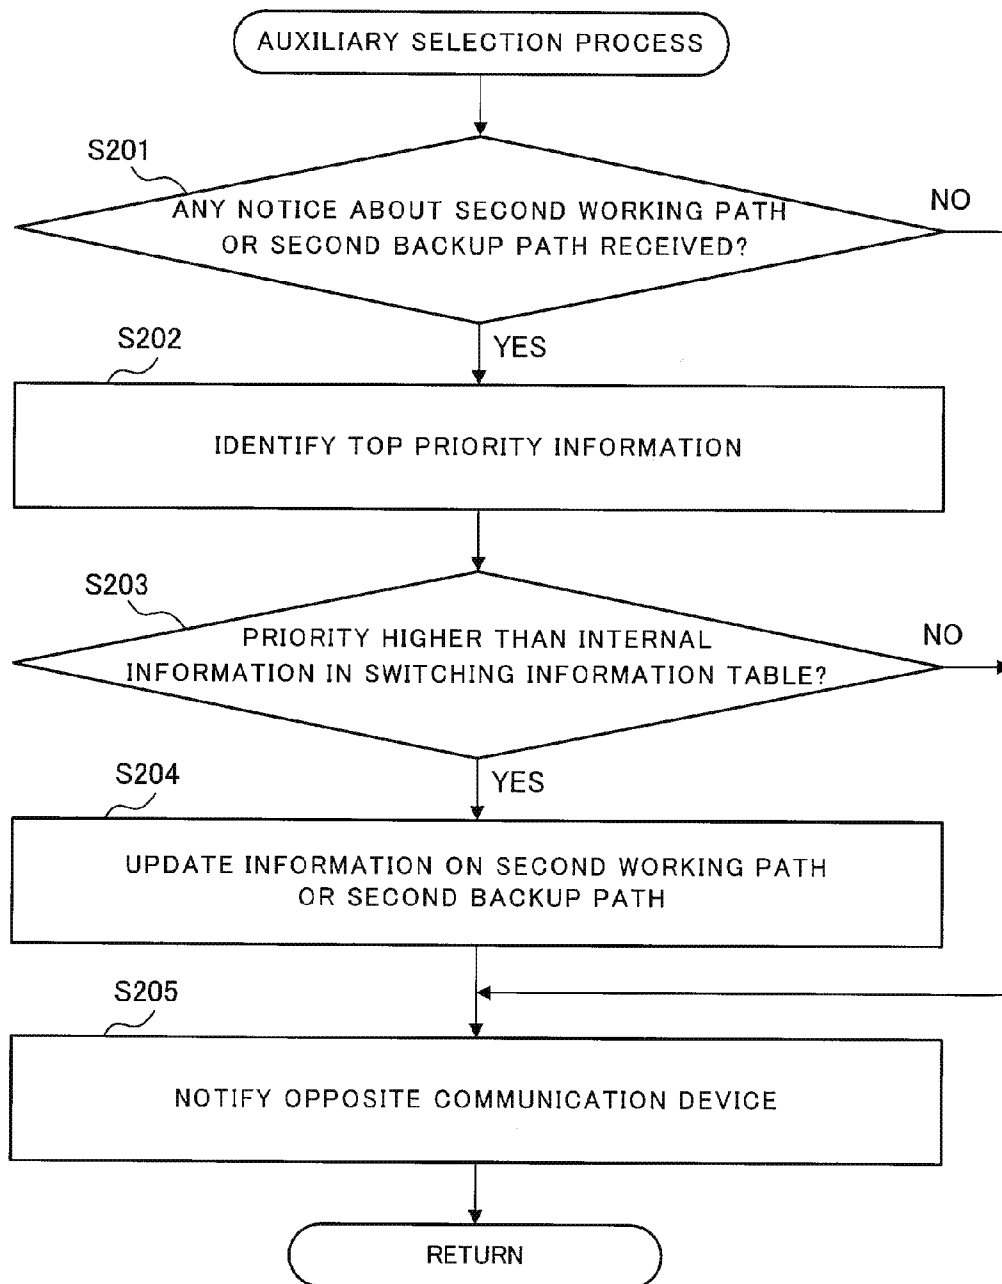 AUXILIARY SELECTION PROCESS
S201
ANY NOTICE ABOUT SECOND WORKING PATH
OR SECOND BACKUP PATH RECEIVED?
NO
YES
S202
IDENTIFY TOP PRIORITY INFORMATION
S203
PRIORITY HIGHER THAN INTERNAL
INFORMATION IN SWITCHING INFORMATION TABLE?
NO
YES
S204
UPDATE INFORMATION ON SECOND WORKING PATH
OR SECOND BACKUP PATH
S205
NOTIFY OPPOSITE COMMUNICATION DEVICE
RETURN